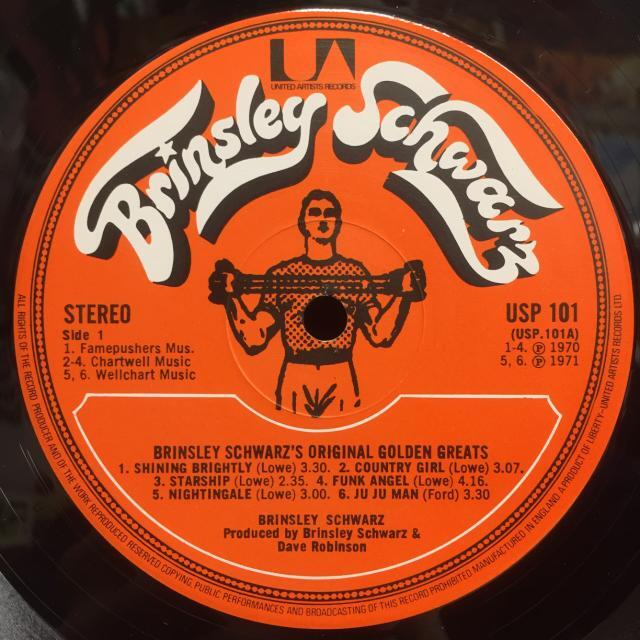 UA
UNITED ARTISTS RECORDS
Brinsley Schwarz
STEREO
Side 1
1. Famepushers Mus.
2-4. Chartwell Music
5, 6. Wellchart Music
USP 101
(USP.101A)
1-4. ℗ 1970
5, 6. ℗ 1971
BRINSLEY SCHWARZ'S ORIGINAL GOLDEN GREATS
1. SHINING BRIGHTLY (Lowe) 3.30. 2. COUNTRY GIRL (Lowe) 3.07.
3. STARSHIP (Lowe) 2.35. 4. FUNK ANGEL (Lowe) 4.16.
5. NIGHTINGALE (Lowe) 3.00. 6. JU JU MAN (Ford) 3.30
BRINSLEY SCHWARZ
Produced by Brinsley Schwarz &
Dave Robinson
ALL RIGHTS OF THE RECORD PRODUCER AND OF THE WORK REPRODUCED RESERVED COPYING, PUBLIC PERFORMANCES AND BROADCASTING OF THIS RECORD PROHIBITED MANUFACTURED IN ENGLAND, A PRODUCT OF LIBERTY-UNITED ARTISTS RECORDS LTD.